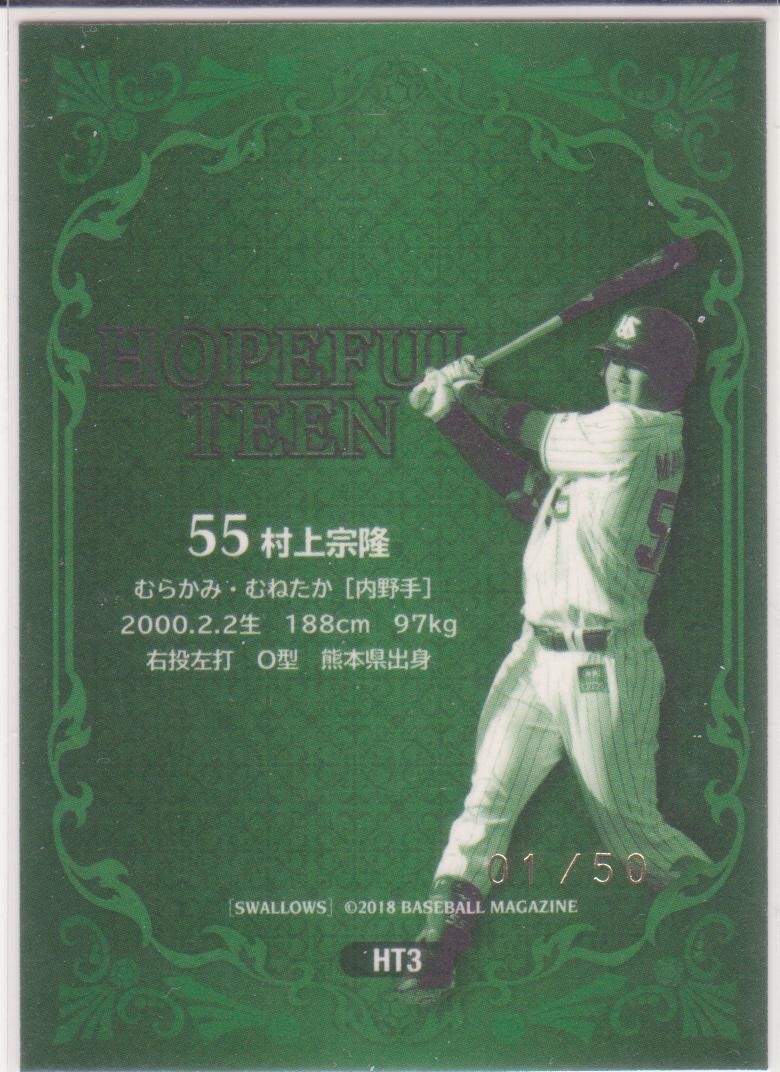 HOPEFUL
TEEN
55 村上宗隆
むらかみ・むねたか [内野手]
2000.2.2生 188cm 97kg
右投左打 O型 熊本県出身
01/50
[SWALLOWS] ©2018 BASEBALL MAGAZINE
HT3